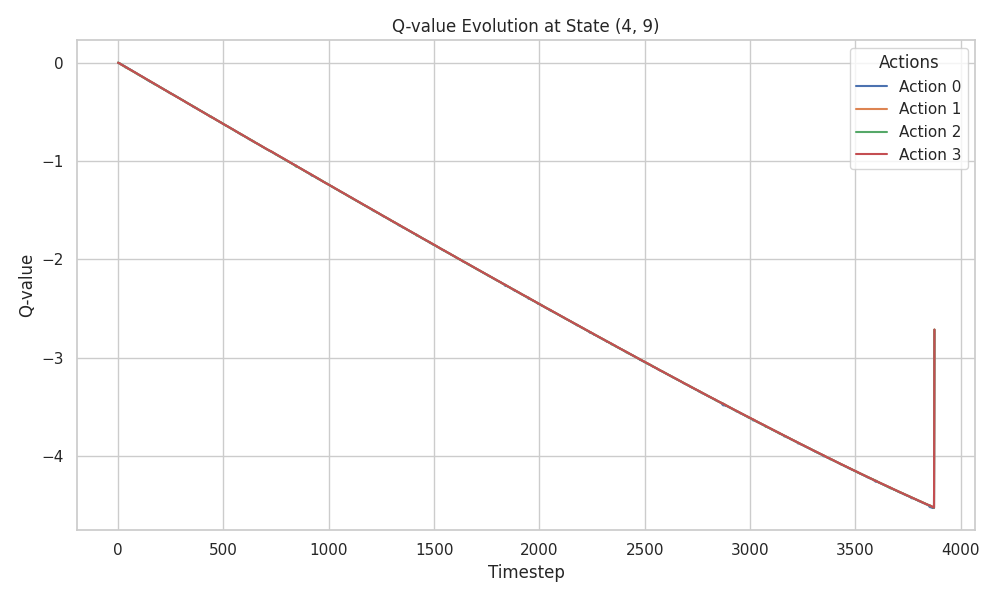 Q-value Evolution at State (4, 9)
Actions
Action 0
Action 1
Action 2
Action 3
Q-value
0
−1
−2
−3
−4
0 500 1000 1500 2000 2500 3000 3500 4000
Timestep